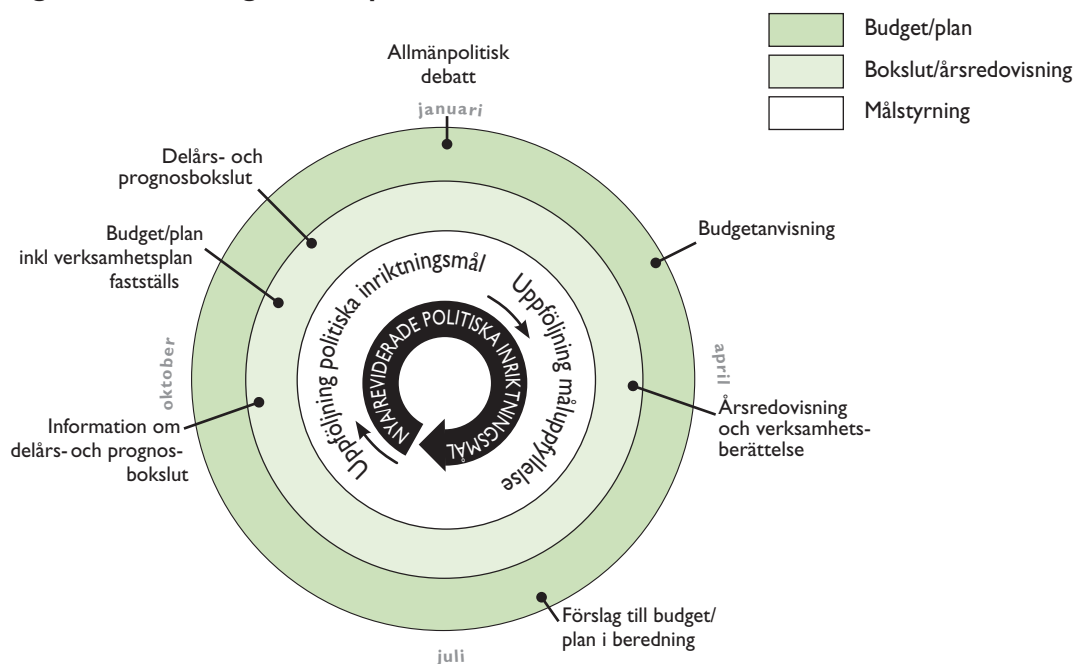 Budget/plan
Bokslut/årsredovisning
Målstyrning
Allmänpolitisk
debatt
januari
Delårs- och
prognosbokslut
Budget/plan
inkl verksamhetsplan
fastställs
Budgetanvisning
oktober
april
Information om
delårs- och prognos-
bokslut
Årsredovisning
och verksamhets-
berättelse
Uppföljning politiska inriktningsmål
Uppföljning måluppfyllelse
NYA/REVIDERADE POLITISKA INRIKTNINGSMÅL
Förslag till budget/
plan i beredning
juli